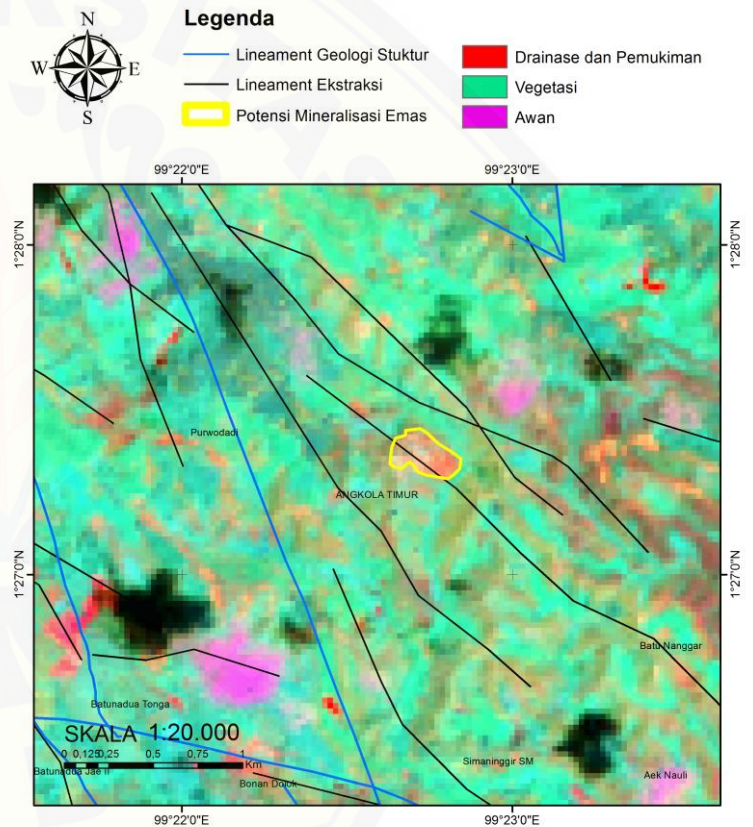 N
W
E
S
Legenda
Lineament Geologi Stuktur
Lineament Ekstraksi
Potensi Mineralisasi Emas
Drainase dan Pemukiman
Vegetasi
Awan
99°22'0"E
99°23'0"E
1°28'0"N
1°28'0"N
Purwodadi
ANGKOLA TIMUR
1°27'0"N
1°27'0"N
Batu Nanggar
Batunadua Tonga
SKALA 1:20.000
0 0,1250,25 0,5 0,75 1
Km
Batunadua Jae II
Bonan Dolok
Simaninggir SM
Aek Nauli
99°22'0"E
99°23'0"E